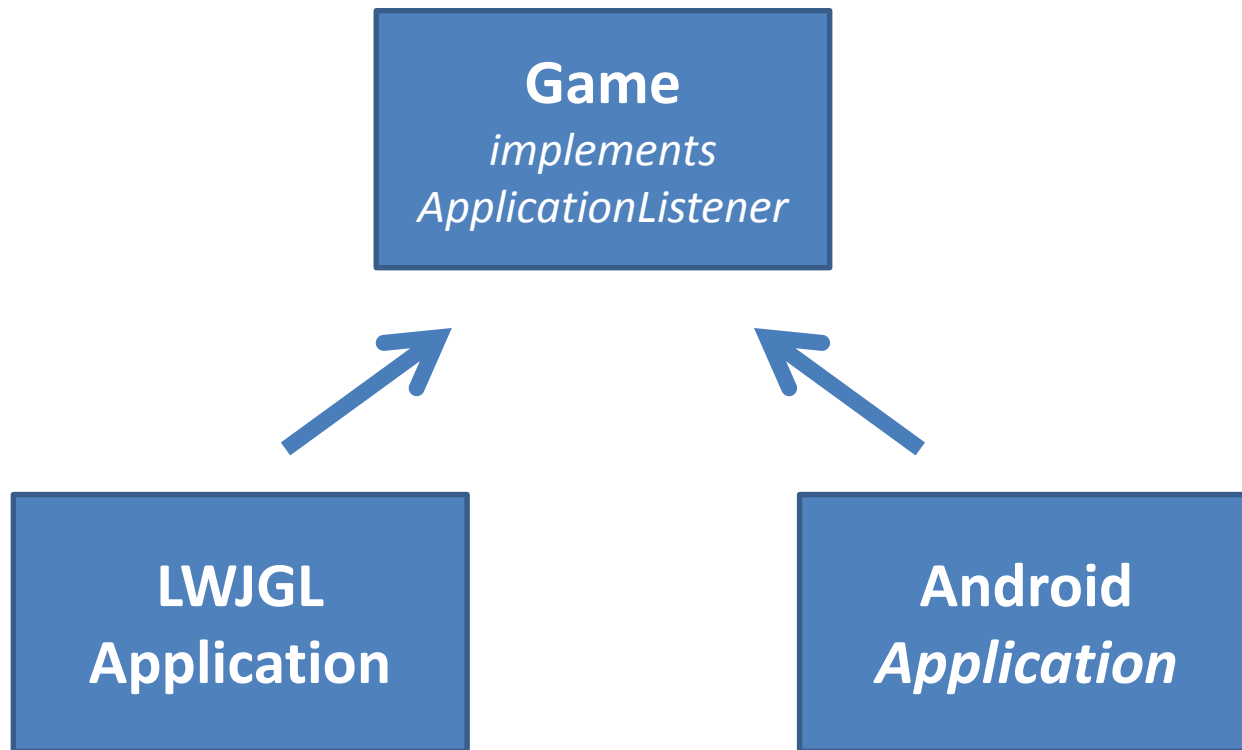 Game
implements
ApplicationListener
LWJGL
Application
Android
Application